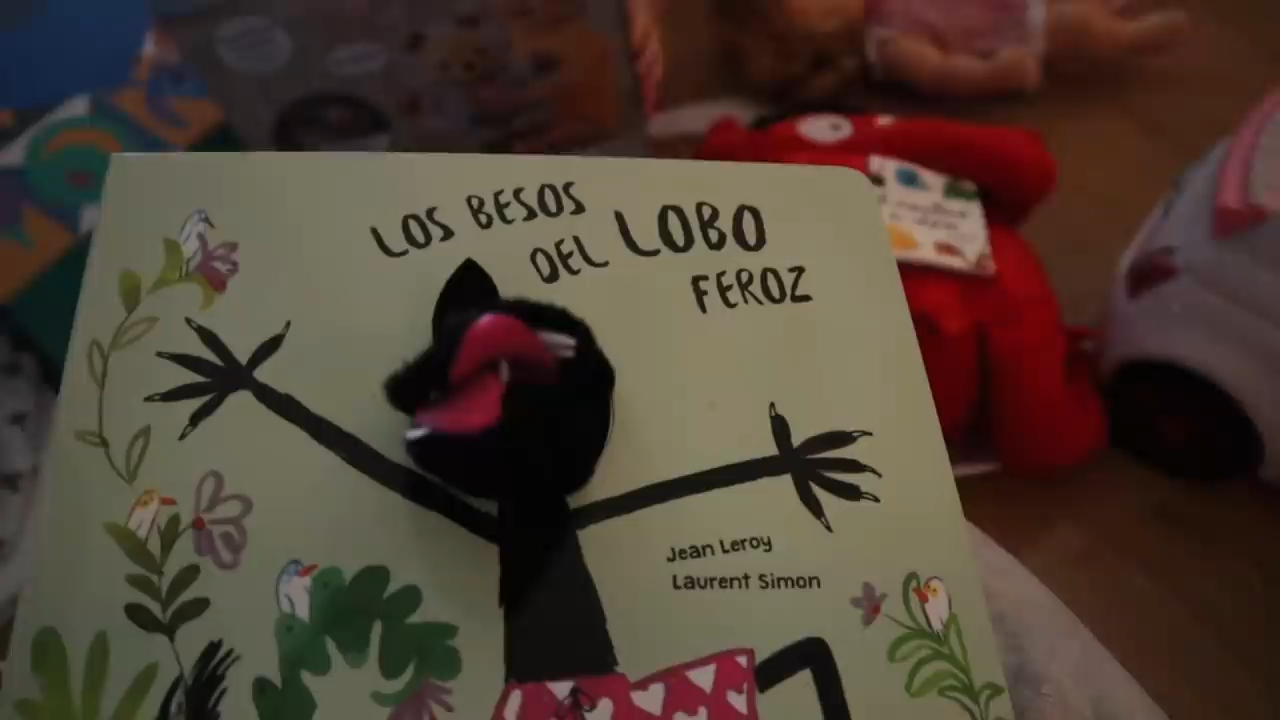 LOS BESOS
DEL LOBO
FEROZ
Jean Leroy
Laurent Simon